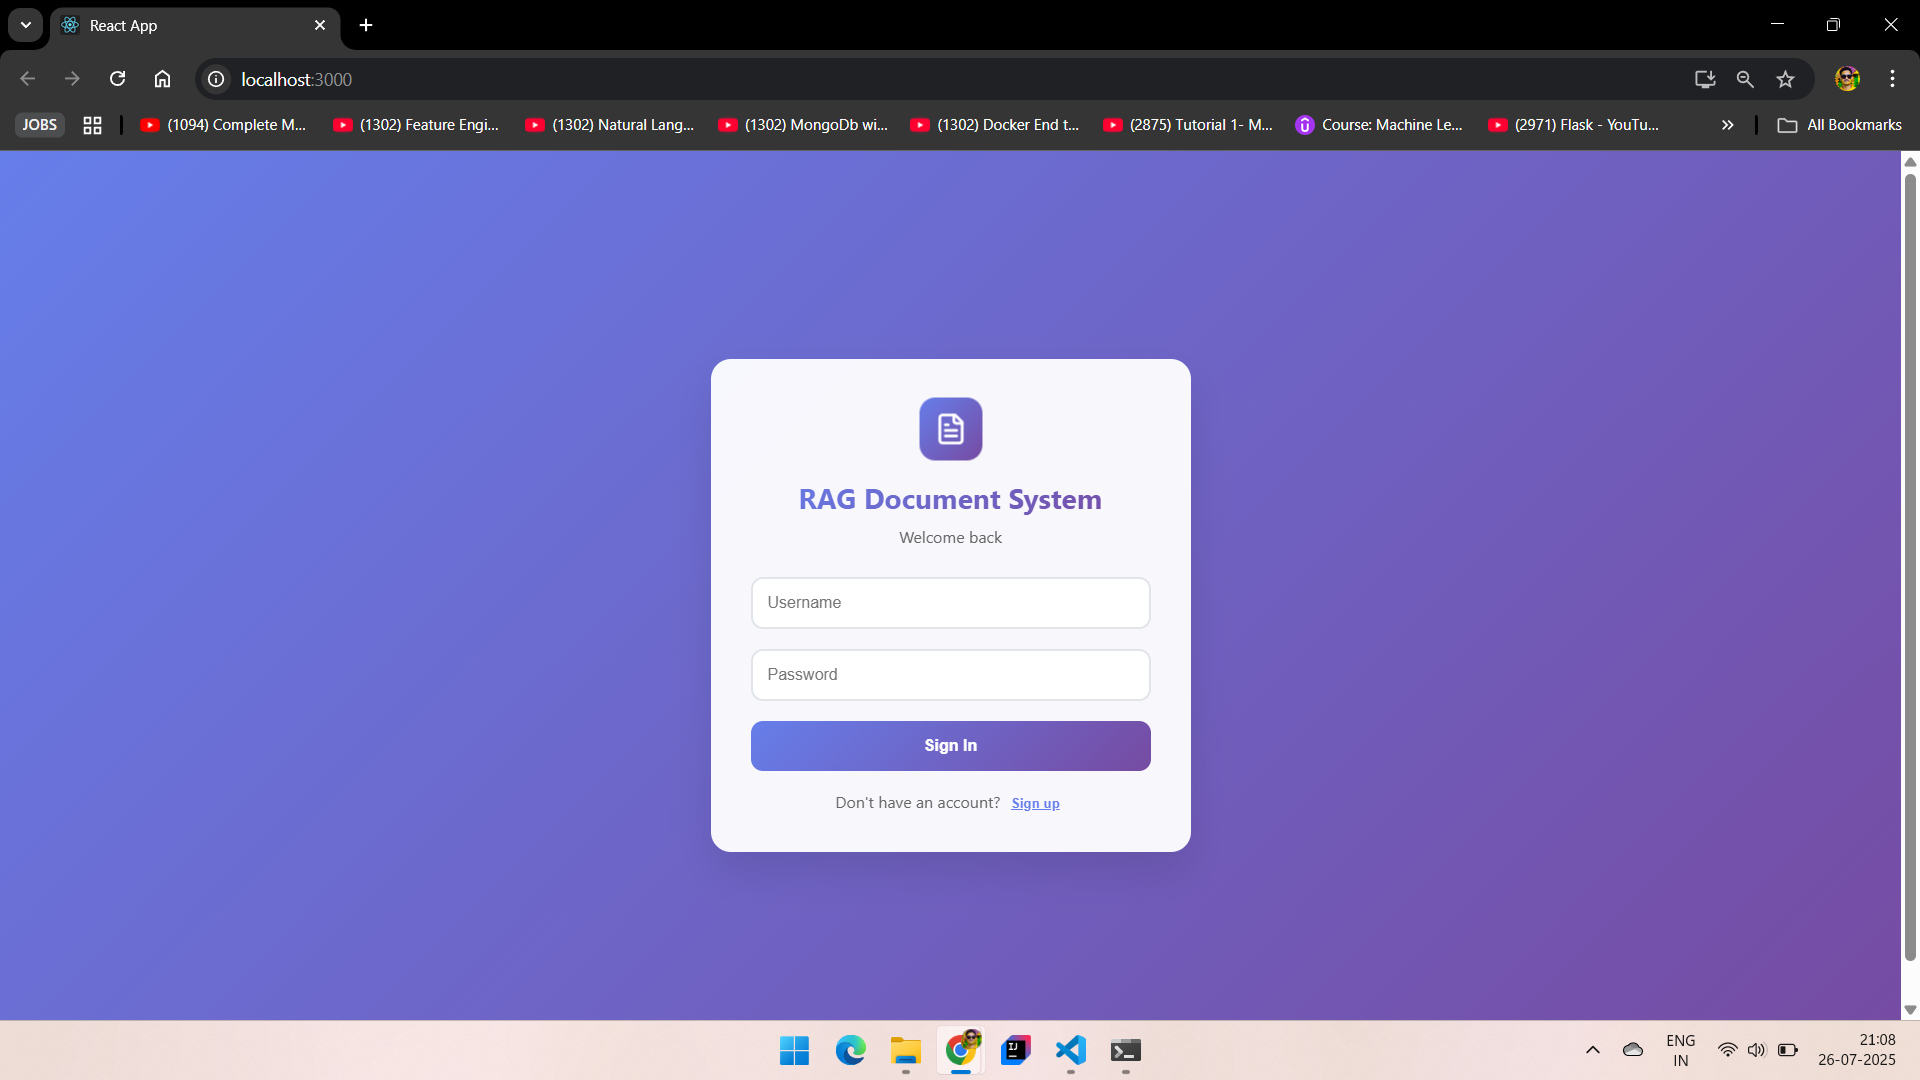 React App
localhost:3000
JOBS
(1094) Complete M...
(1302) Feature Engi...
(1302) Natural Lang...
(1302) MongoDb wi...
(1302) Docker End t...
(2875) Tutorial 1- M...
Course: Machine Le...
(2971) Flask - YouTu...
All Bookmarks
RAG Document System
Welcome back
Username
Password
Sign In
Don't have an account? Sign up
IJ
ENG
IN
21:08
26-07-2025